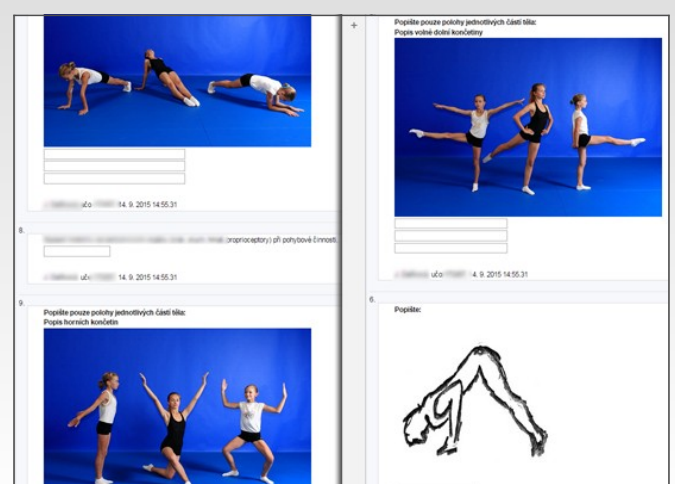 učo
14. 9. 2015 14:55.31
8.
proprioceptory) při pohybové činnosti.
učo
14. 9. 2015 14:55.31
9.
Popište pouze polohy jednotlivých částí těla:
Popis horních končetin
+
Popište pouze polohy jednotlivých částí těla:
Popis volné dolní končetiny
učo
4. 9. 2015 14:55.31
6.
Popište: